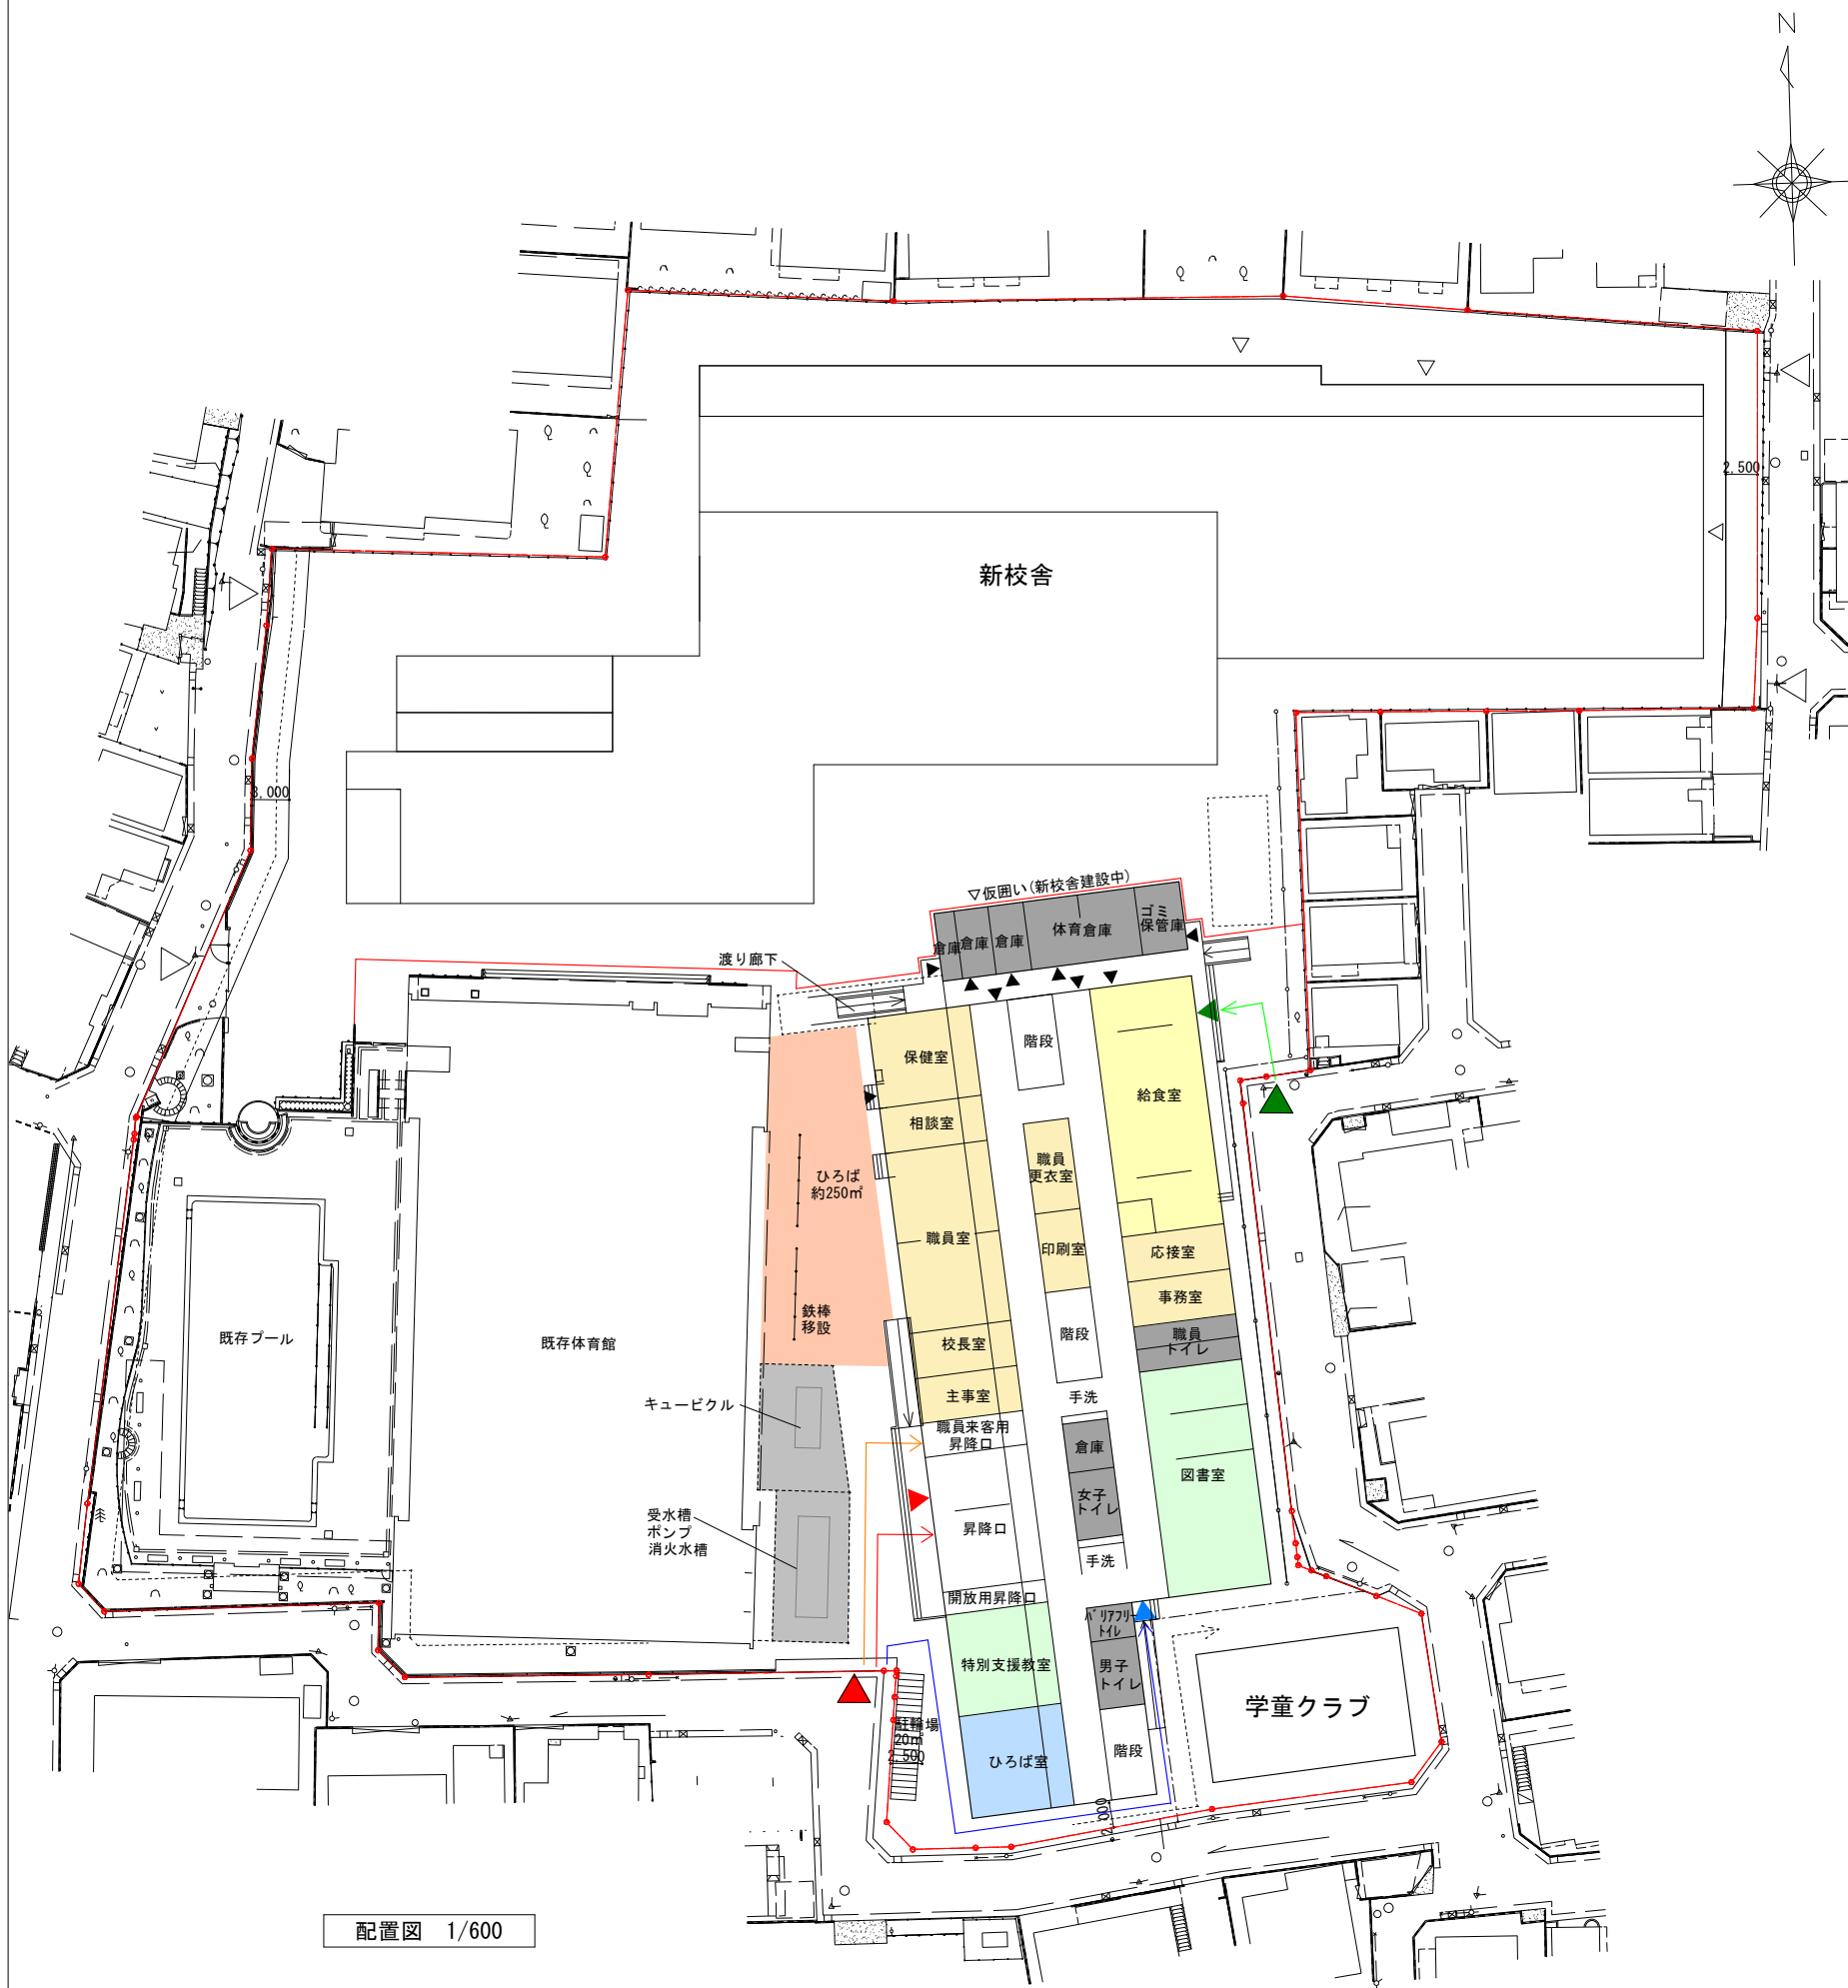 N
2,500
新校舎
3,000
▽仮囲い(新校舎建設中)
ゴミ
保管庫
体育倉庫
倉庫
倉庫
倉庫
渡り廊下
階段
保健室
給食室
相談室
職員
更衣室
ひろば
約250㎡
職員室
印刷室
応接室
事務室
鉄棒
移設
既存プール
既存体育館
校長室
階段
職員
トイレ
主事室
手洗
キュービクル
職員来客用
昇降口
倉庫
図書室
女子
トイレ
受水槽
ポンプ
消火水槽
昇降口
手洗
開放用昇降口
バリアフリー
トイレ
特別支援教室
男子
トイレ
学童クラブ
駐輪場
20㎡
2,500
ひろば室
階段
2,000
配置図 1/600